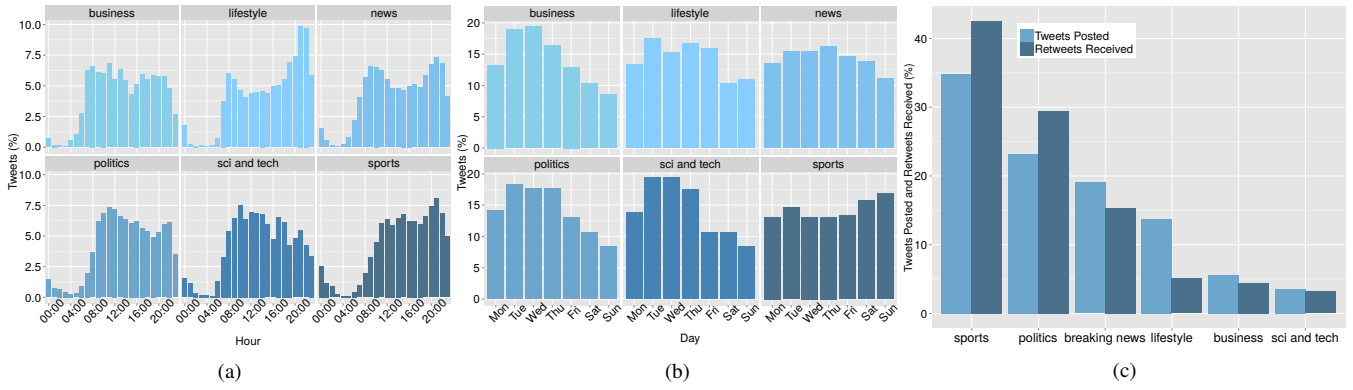 business lifestyle news
10.0
7.5
5.0
2.5
0.0
politics sci and tech sports
10.0
7.5
5.0
2.5
0.0
Tweets (%)
00:00 04:00 08:00 12:00 16:00 20:00 00:00 04:00 08:00 12:00 16:00 20:00 00:00 04:00 08:00 12:00 16:00 20:00
Hour
(a)
business lifestyle news
20
15
10
5
0
politics sci and tech sports
20
15
10
5
0
Tweets (%)
Mon Tue Wed Thu Fri Sat Sun Mon Tue Wed Thu Fri Sat Sun Mon Tue Wed Thu Fri Sat Sun
Day
(b)
Tweets Posted
Retweets Received
40
30
20
10
0
Tweets Posted and Retweets Received (%)
sports politics breaking news lifestyle business sci and tech
(c)